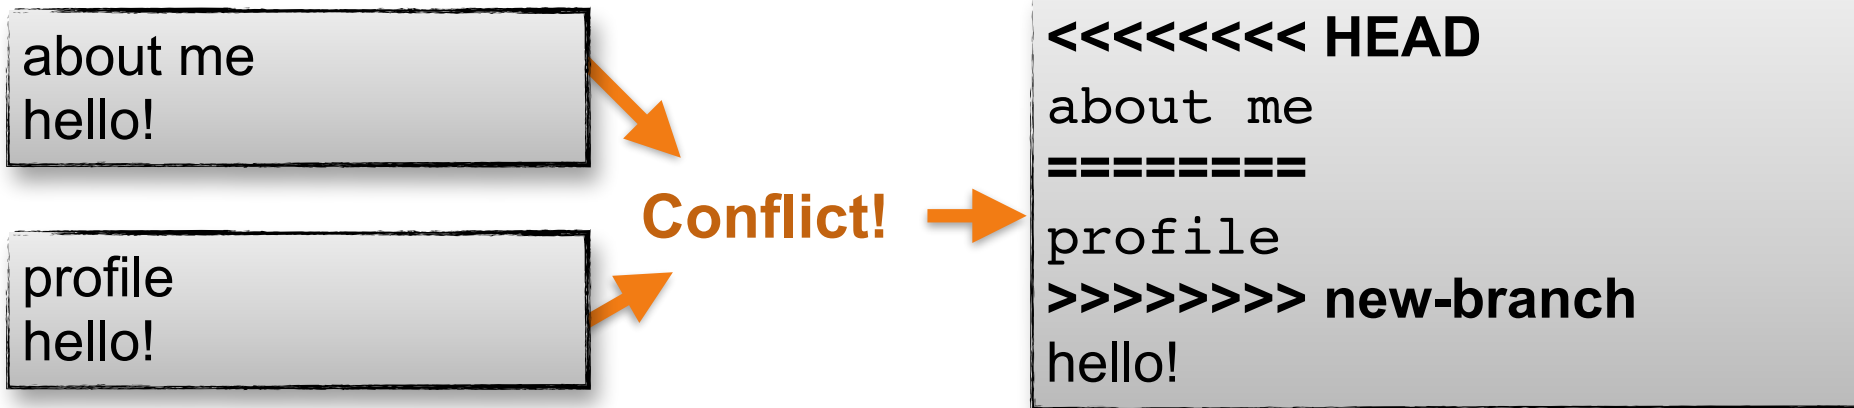 about me
hello!
profile
hello!
Conflict!
<<<<<<<< HEAD
about me
========
profile
>>>>>>>> new-branch
hello!